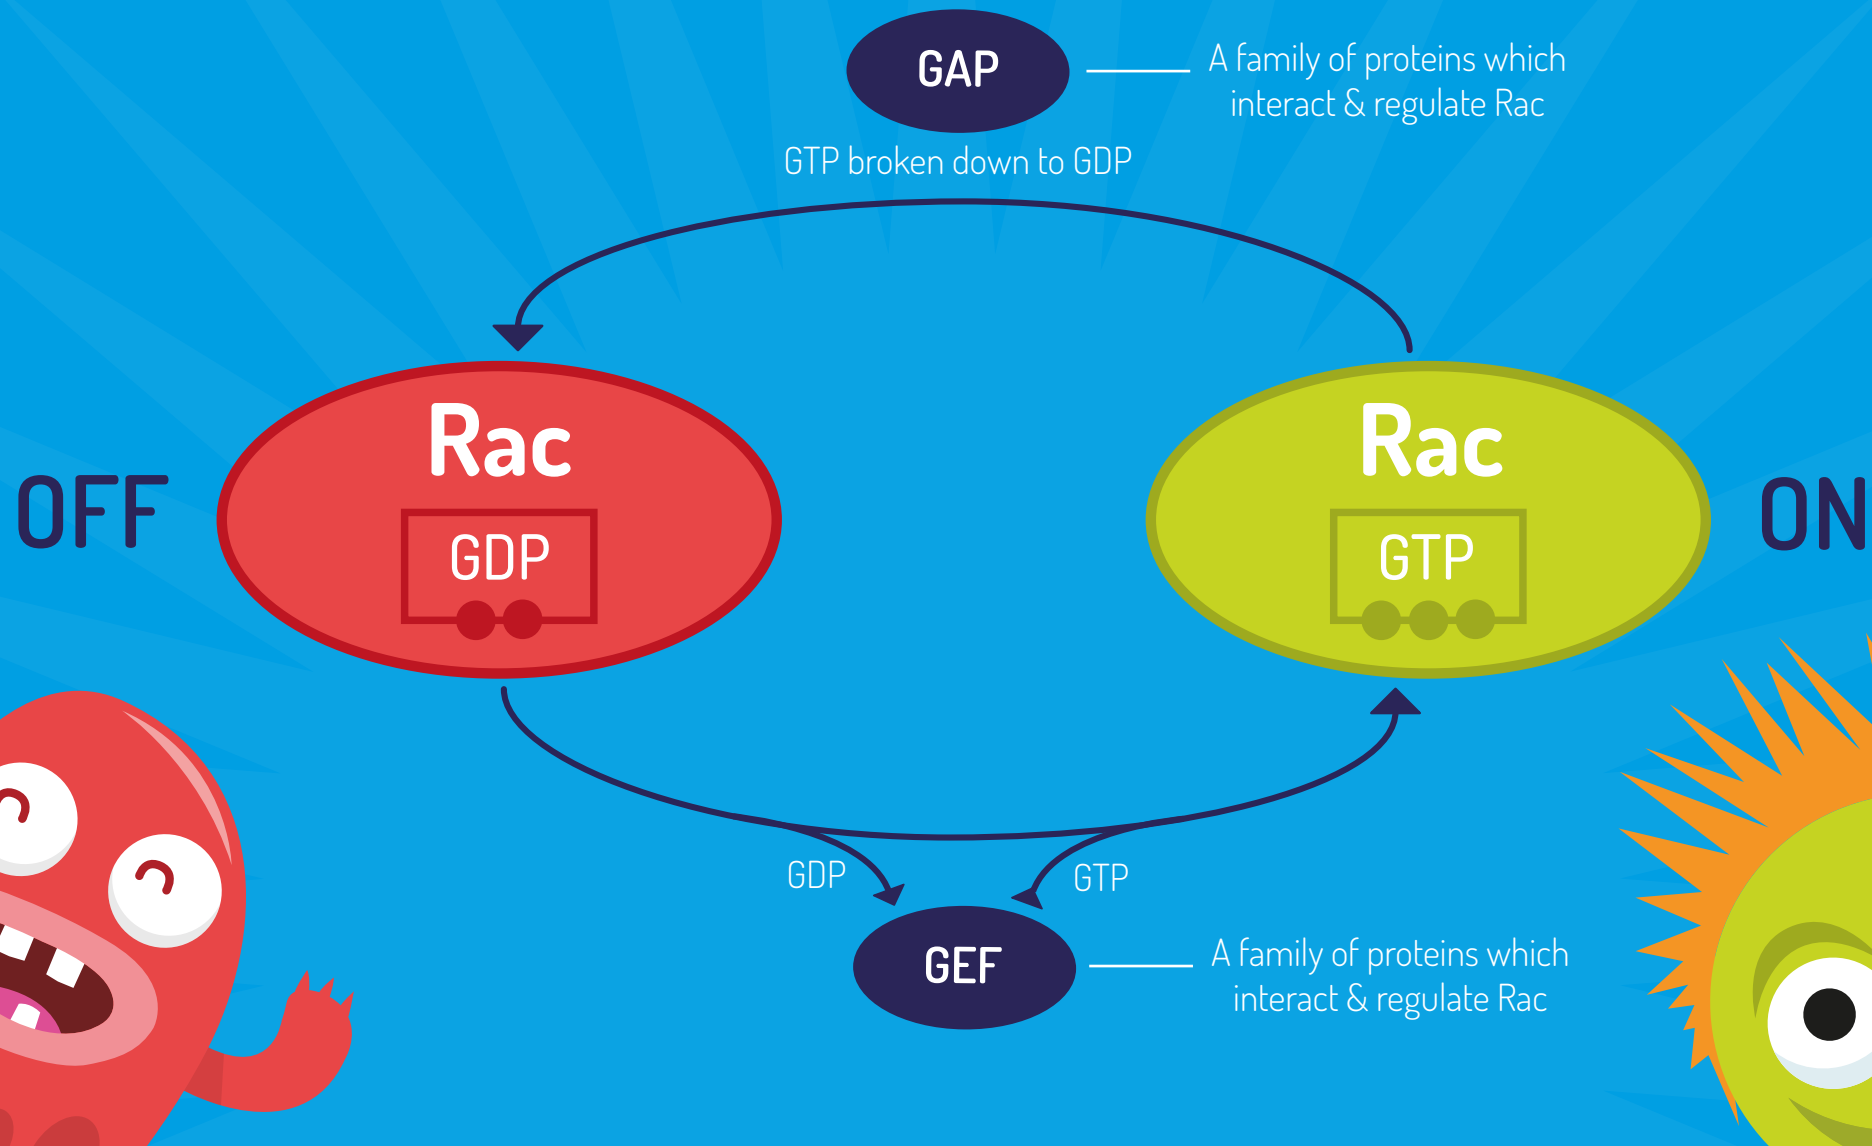 GAP
A family of proteins which
interact & regulate Rac
GTP broken down to GDP
OFF
Rac
GDP
Rac
GTP
ON
GDP
GTP
GEF
A family of proteins which
interact & regulate Rac